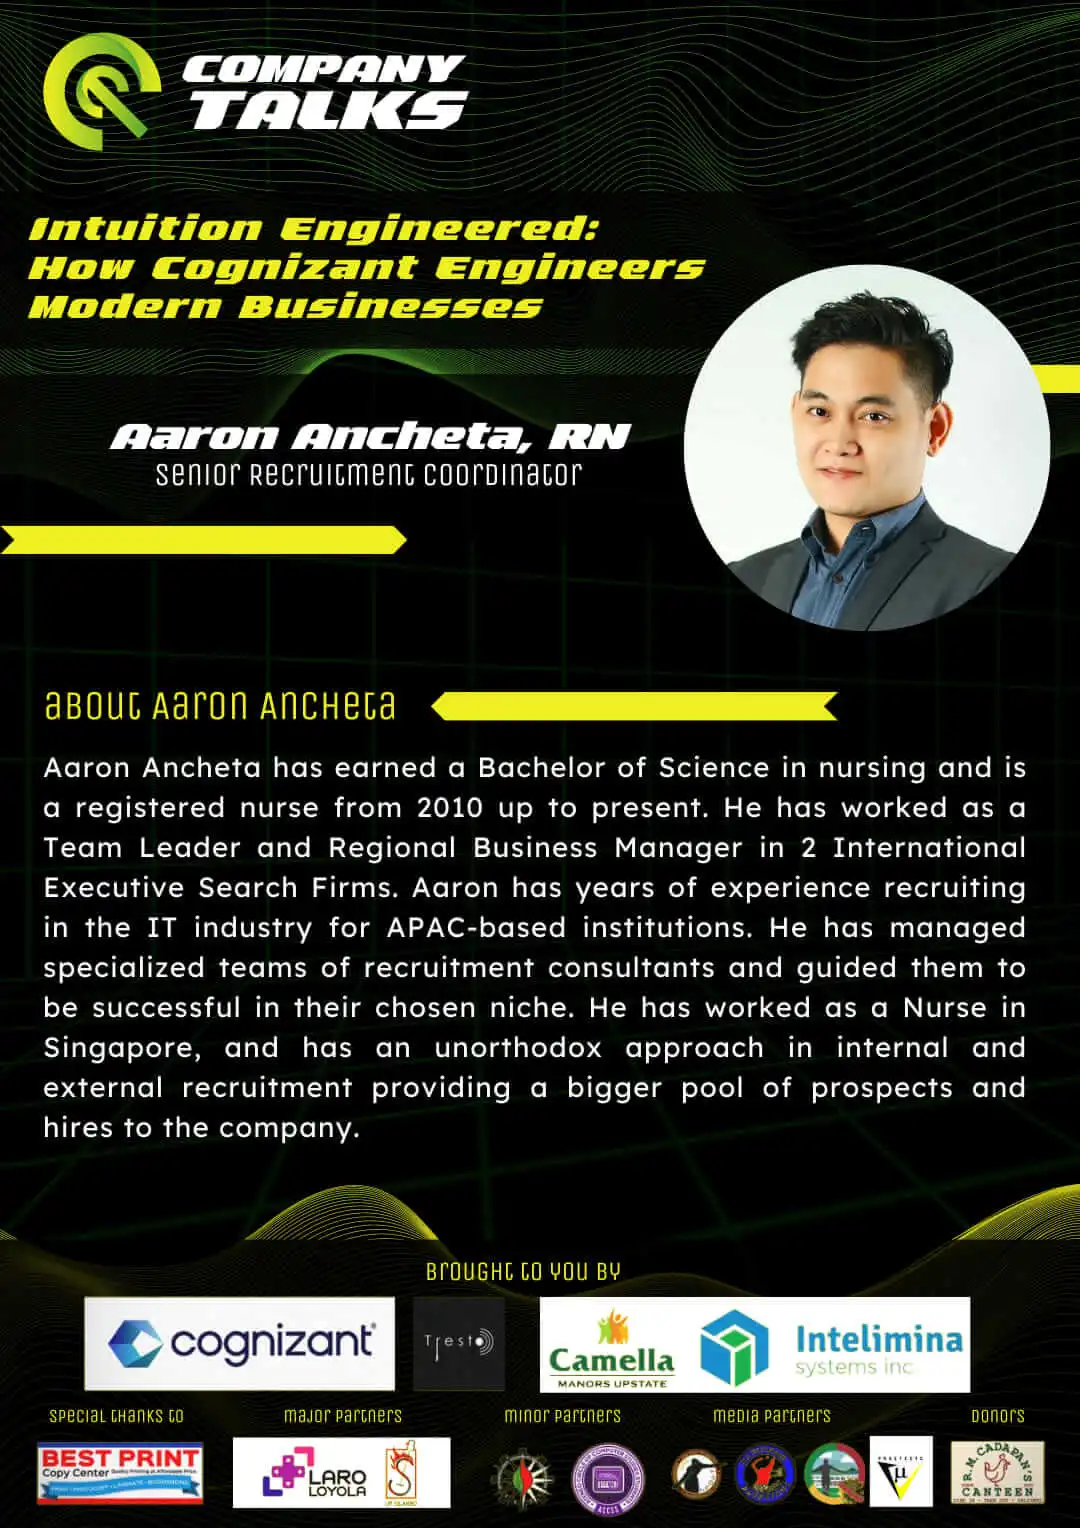 COMPANY
TALKS
Intuition Engineered:
How Cognizant Engineers
Modern Businesses
Aaron Ancheta, RN
Senior Recruitment Coordinator
About Aaron Ancheta
Aaron Ancheta has earned a Bachelor of Science in nursing and is
a registered nurse from 2010 up to present. He has worked as a
Team Leader and Regional Business Manager in 2 International
Executive Search Firms. Aaron has years of experience recruiting
in the IT industry for APAC-based institutions. He has managed
specialized teams of recruitment consultants and guided them to
be successful in their chosen niche. He has worked as a Nurse in
Singapore, and has an unorthodox approach in internal and
external recruitment providing a bigger pool of prospects and
hires to the company.
Brought to you by
cognizant®
Trest
Camella
MANORS UPSTATE
Intelimina
systems inc.
Special thanks to
Major Partners
Minor Partners
Media Partners
Donors
BEST PRINT
Copy Center Quality Printing at Affordable Price.
LARO
LOYOLA
R.M. CADAPAN'S
CANTEEN